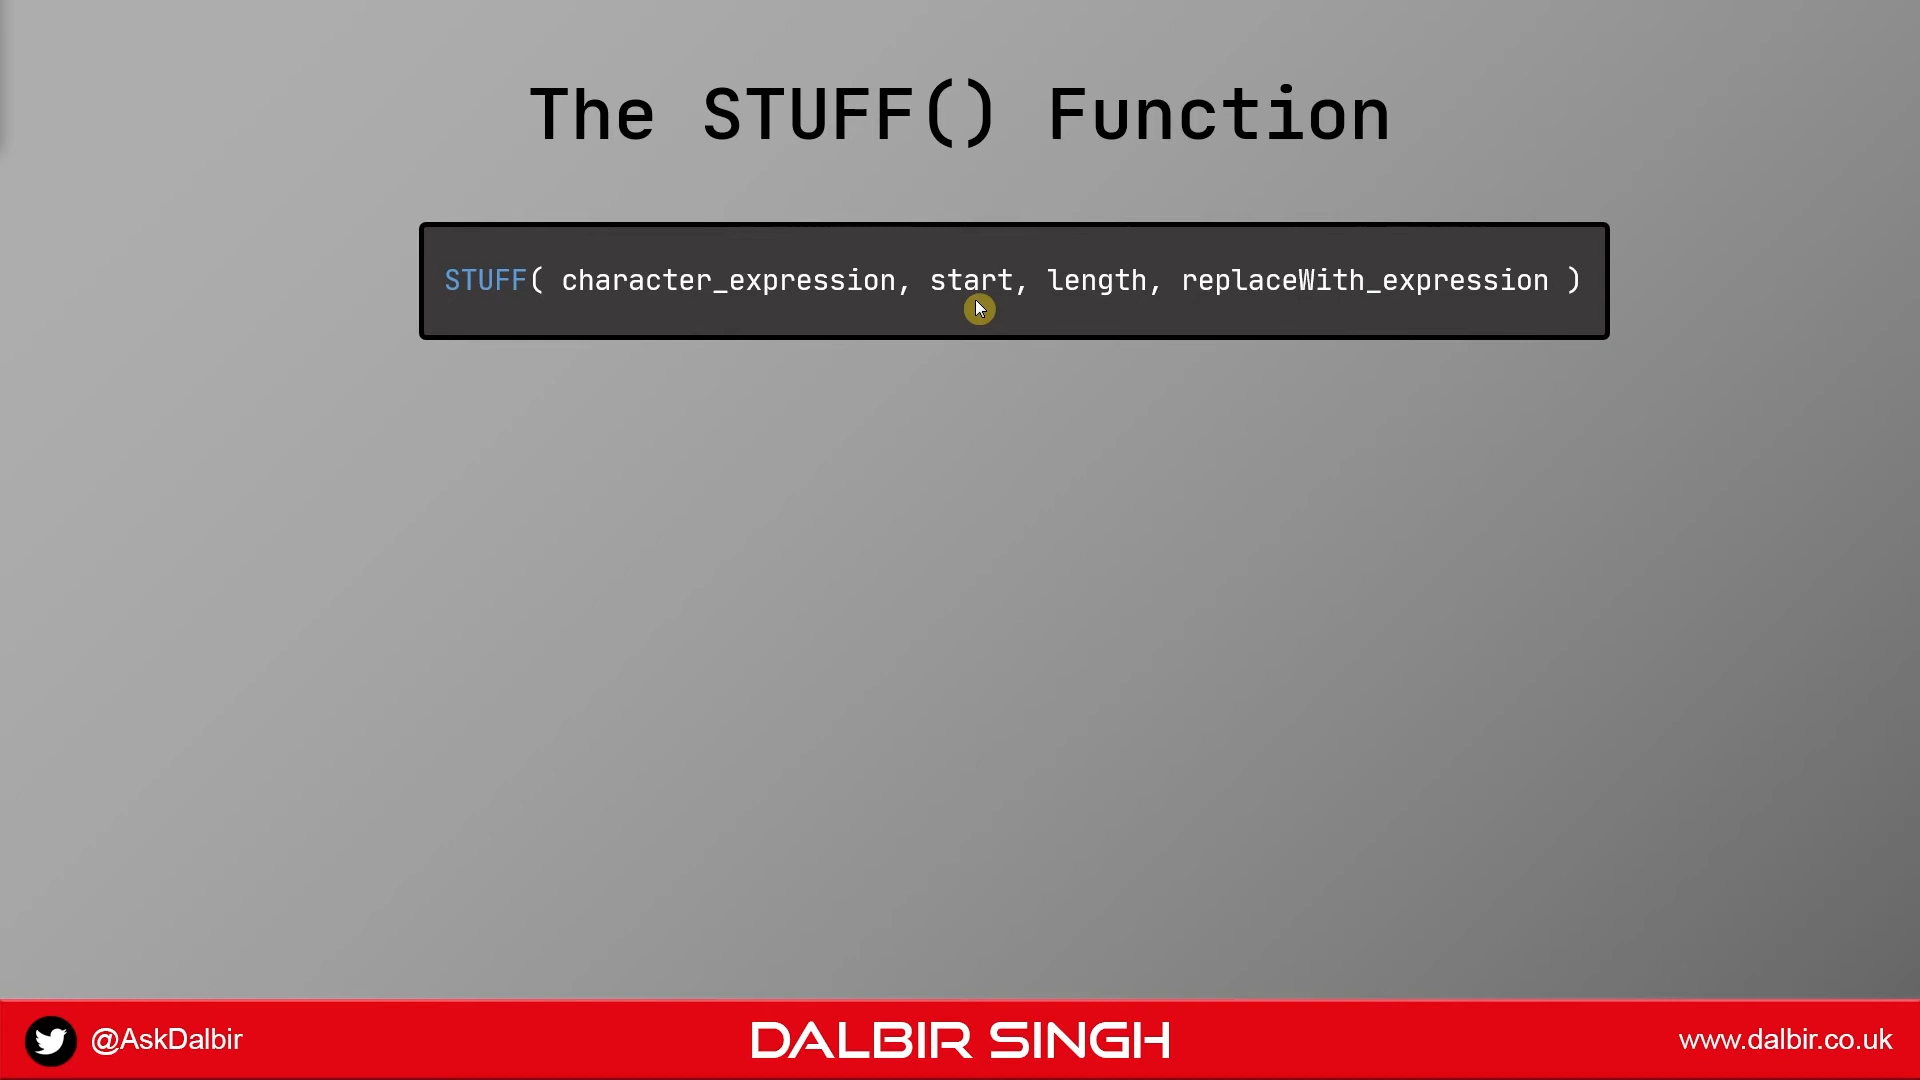 The STUFF() Function
STUFF( character_expression, start, length, replaceWith_expression )
@AskDalbir
DALBIR SINGH
www.dalbir.co.uk